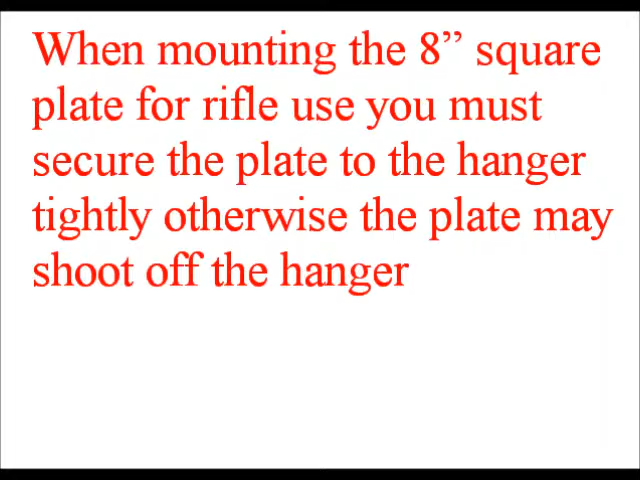 When mounting the 8” square
plate for rifle use you must
secure the plate to the hanger
tightly otherwise the plate may
shoot off the hanger